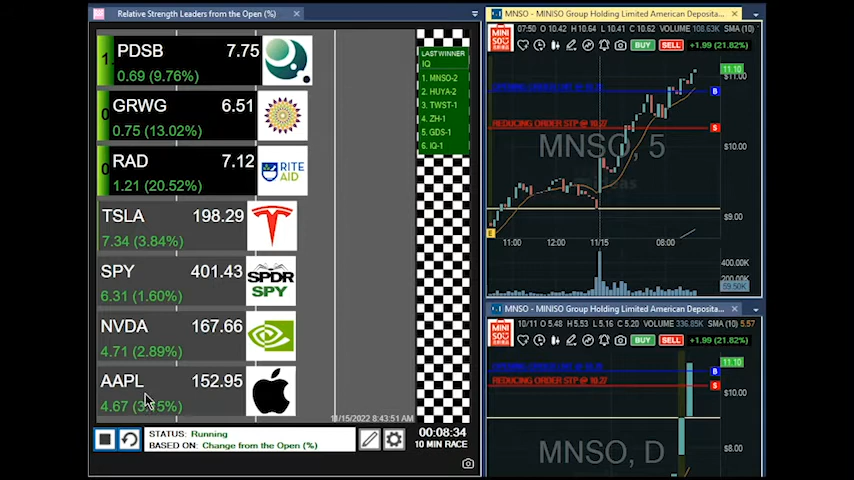 Relative Strength Leaders from the Open (%)
PDSB 7.75
0.69 (9.76%)
GRWG 6.51
0.75 (13.02%)
RAD 7.12
1.21 (20.52%)
RITE
AID
TSLA 198.29
7.34 (3.84%)
SPY 401.43
6.31 (1.60%)
SPDR
SPY
NVDA 167.66
4.71 (2.89%)
AAPL 152.95
11/15/2022 8:43:51 AM
STATUS: Running
BASED ON: Change from the Open (%)
00:08:34
10 MIN RACE
LAST WINNER
IQ
1. MNSO-2
2. HUYA-2
3. TWST-1
4. ZH-1
5. GDS-1
6. IQ-1
MNSO - MINISO Group Holding Limited American Deposita...
07:50 O 10.42 H 10.64 L 10.41 C 10.62 VOLUME 108.63K SMA (10)
MINI
SO
BUY SELL +1.99 (21.82%)
11.10
$11.00
B
REDUCING ORDER STP @ 10.27
S
MNSO, 5
$10.00
$9.00
E
11:00 12:00 11/15 08:00
400.00K
200.00K
59.50K
MNSO - MINISO Group Holding Limited American Deposita...
10/11 O 5.48 H 5.53 L 5.16 C 5.20 VOLUME 336.85K SMA (10) 5.57
MINI
SO
BUY SELL +1.99 (21.82%)
11.10
B
REDUCING ORDER STP @ 10.27
S
$10.00
MNSO, D
$8.00